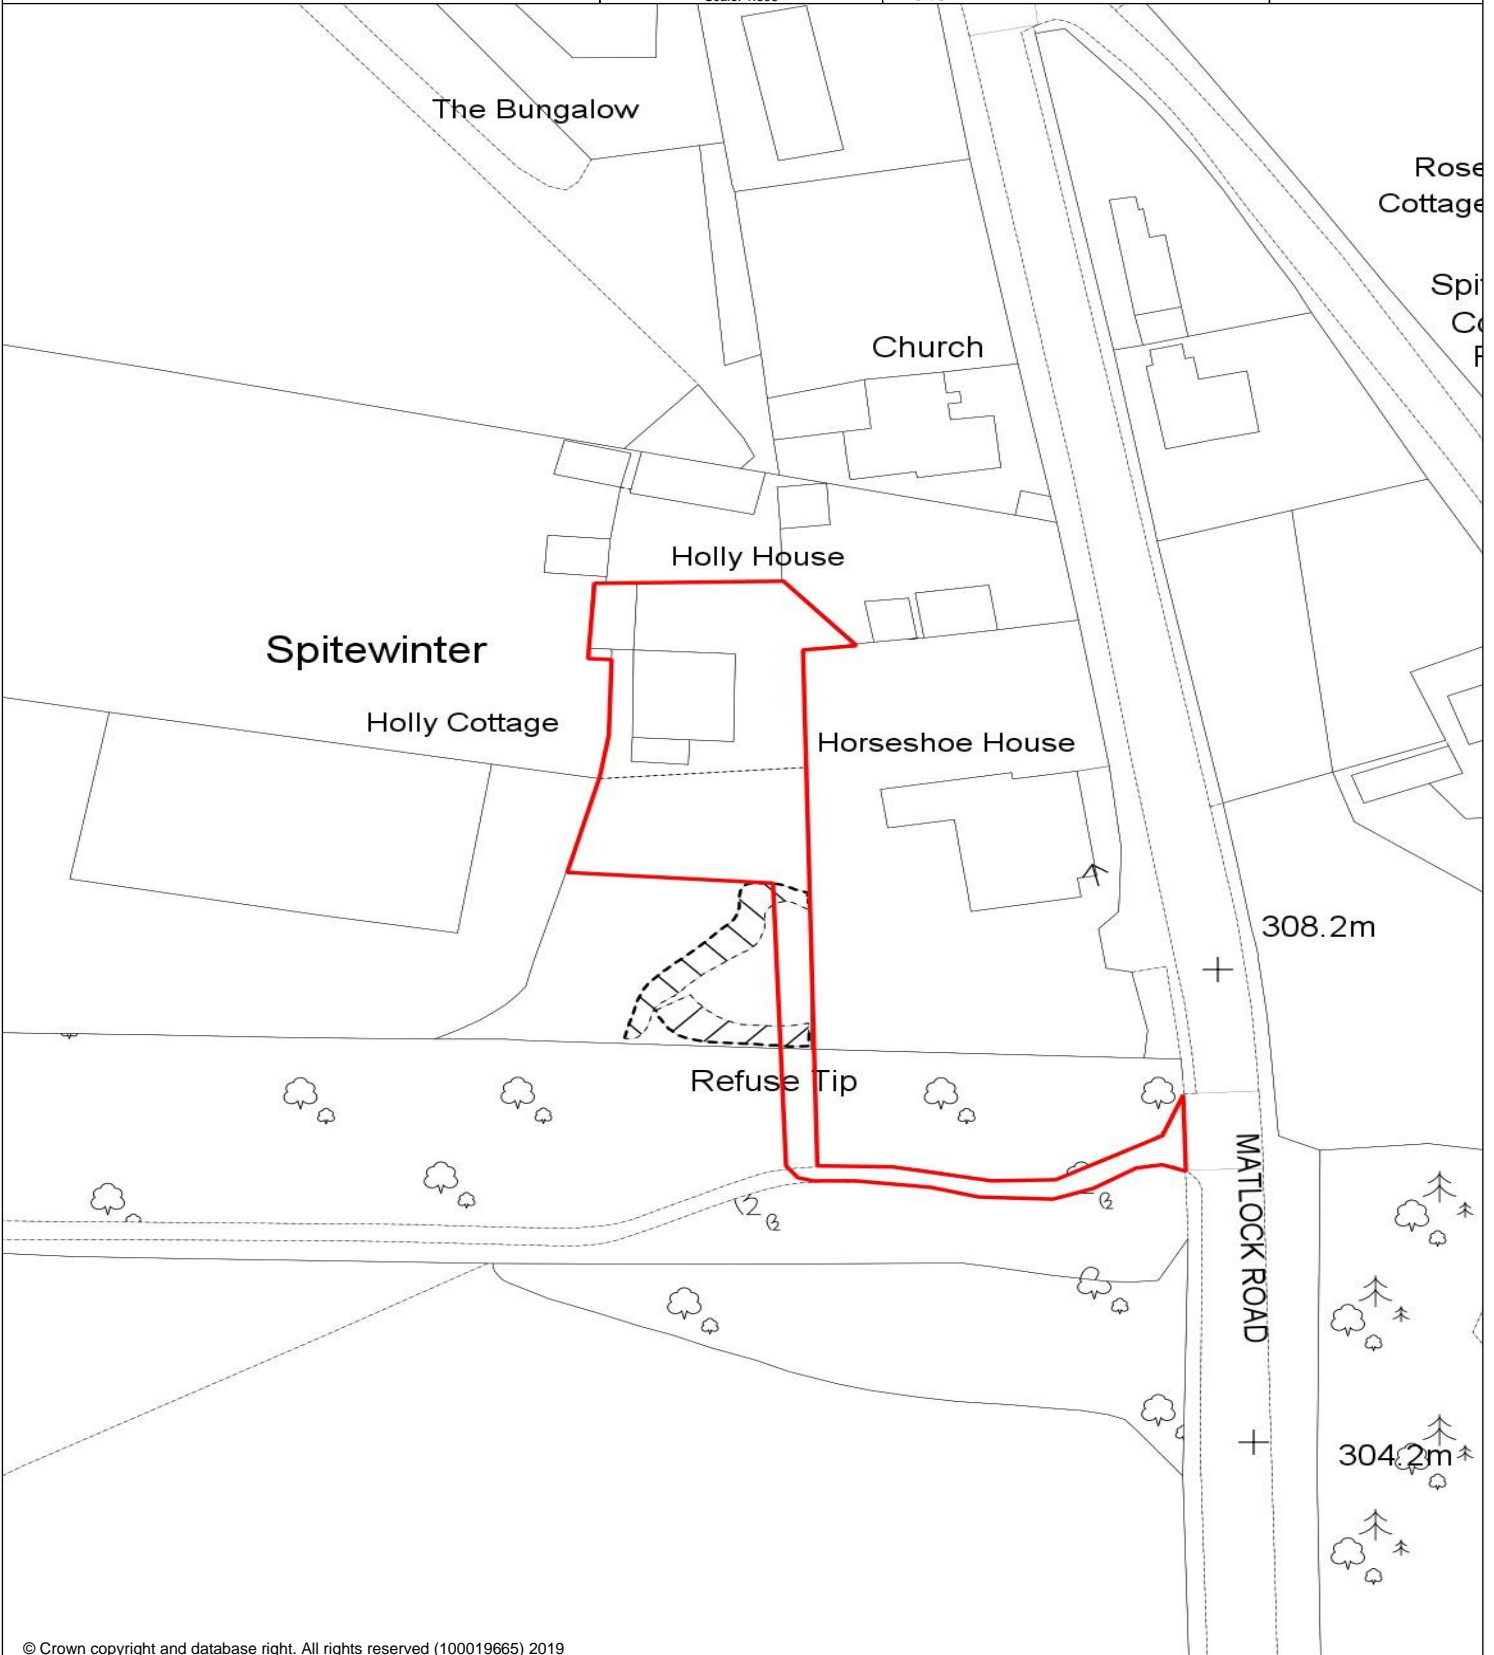 The Bungalow
Rose
Cottage
Spi
Church
Holly House
Spitewinter
Holly Cottage
Horseshoe House
308.2m
Refuse Tip
MATLOCK ROAD
304.2m
© Crown copyright and database right. All rights reserved (100019665) 2019